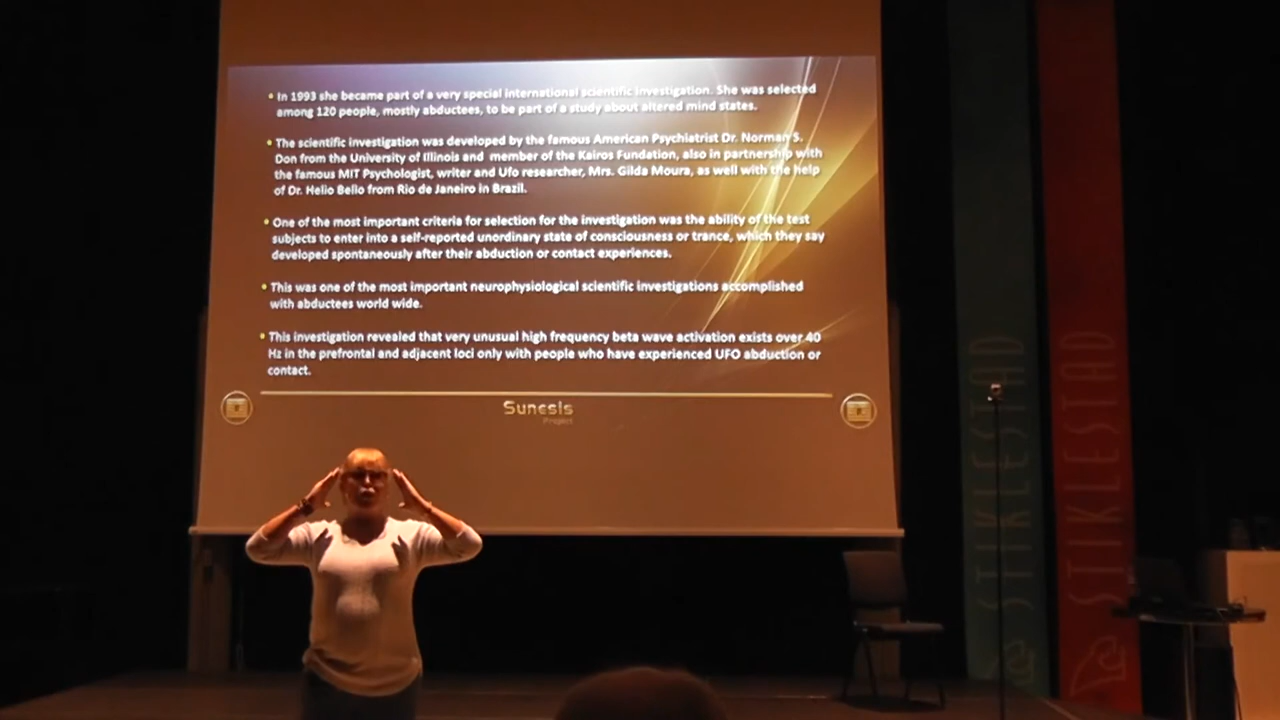 • In 1993 she became part of a very special international scientific investigation. She was selected
among 120 people, mostly abductees, to be part of a study about altered mind states.
• The scientific investigation was developed by the famous American Psychiatrist Dr. Norman S.
Don from the University of Illinois and member of the Kairos Foundation, also in partnership with
the famous MIT Psychologist, writer and Ufo researcher, Mrs. Gilda Moura, as well with the help
of Dr. Helio Bello from Rio de Janeiro in Brazil.
• One of the most important criteria for selection for the investigation was the ability of the test
subjects to enter into a self-reported unordinary state of consciousness or trance, which they say
developed spontaneously after their abduction or contact experiences.
• This was one of the most important neurophysiological scientific investigations accomplished
with abductees world wide.
• This investigation revealed that very unusual high frequency beta wave activation exists over 40
Hz in the prefrontal and adjacent loci only with people who have experienced UFO abduction or
contact.
Sunesis
Project
STIKLESTAD
STIKLESTAD